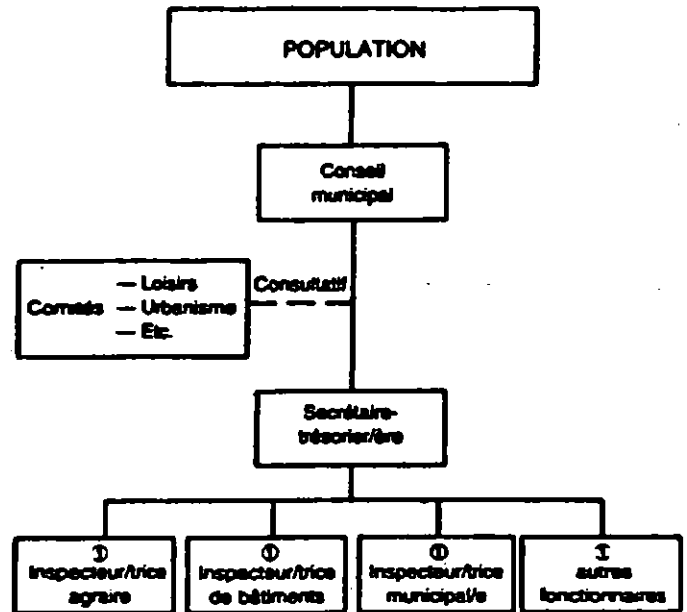 POPULATION
Conseil
municipal
Comités
— Loisirs
— Urbanisme
— Etc.
Consultatif
Secrétaire-
trésorier/ère
Inspecteur/trice
agraire
Inspecteur/trice
de bâtiments
Inspecteur/trice
municipal/e
autres
fonctionnaires